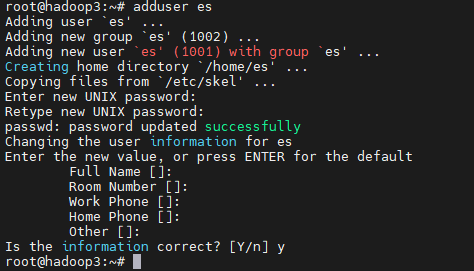 root@hadoop3:~# adduser es
Adding user `es' ...
Adding new group `es' (1002) ...
Adding new user `es' (1001) with group `es' ...
Creating home directory `/home/es' ...
Copying files from `/etc/skel' ...
Enter new UNIX password:
Retype new UNIX password:
passwd: password updated successfully
Changing the user information for es
Enter the new value, or press ENTER for the default
Full Name []:
Room Number []:
Work Phone []:
Home Phone []:
Other []:
Is the information correct? [Y/n] y
root@hadoop3:~#